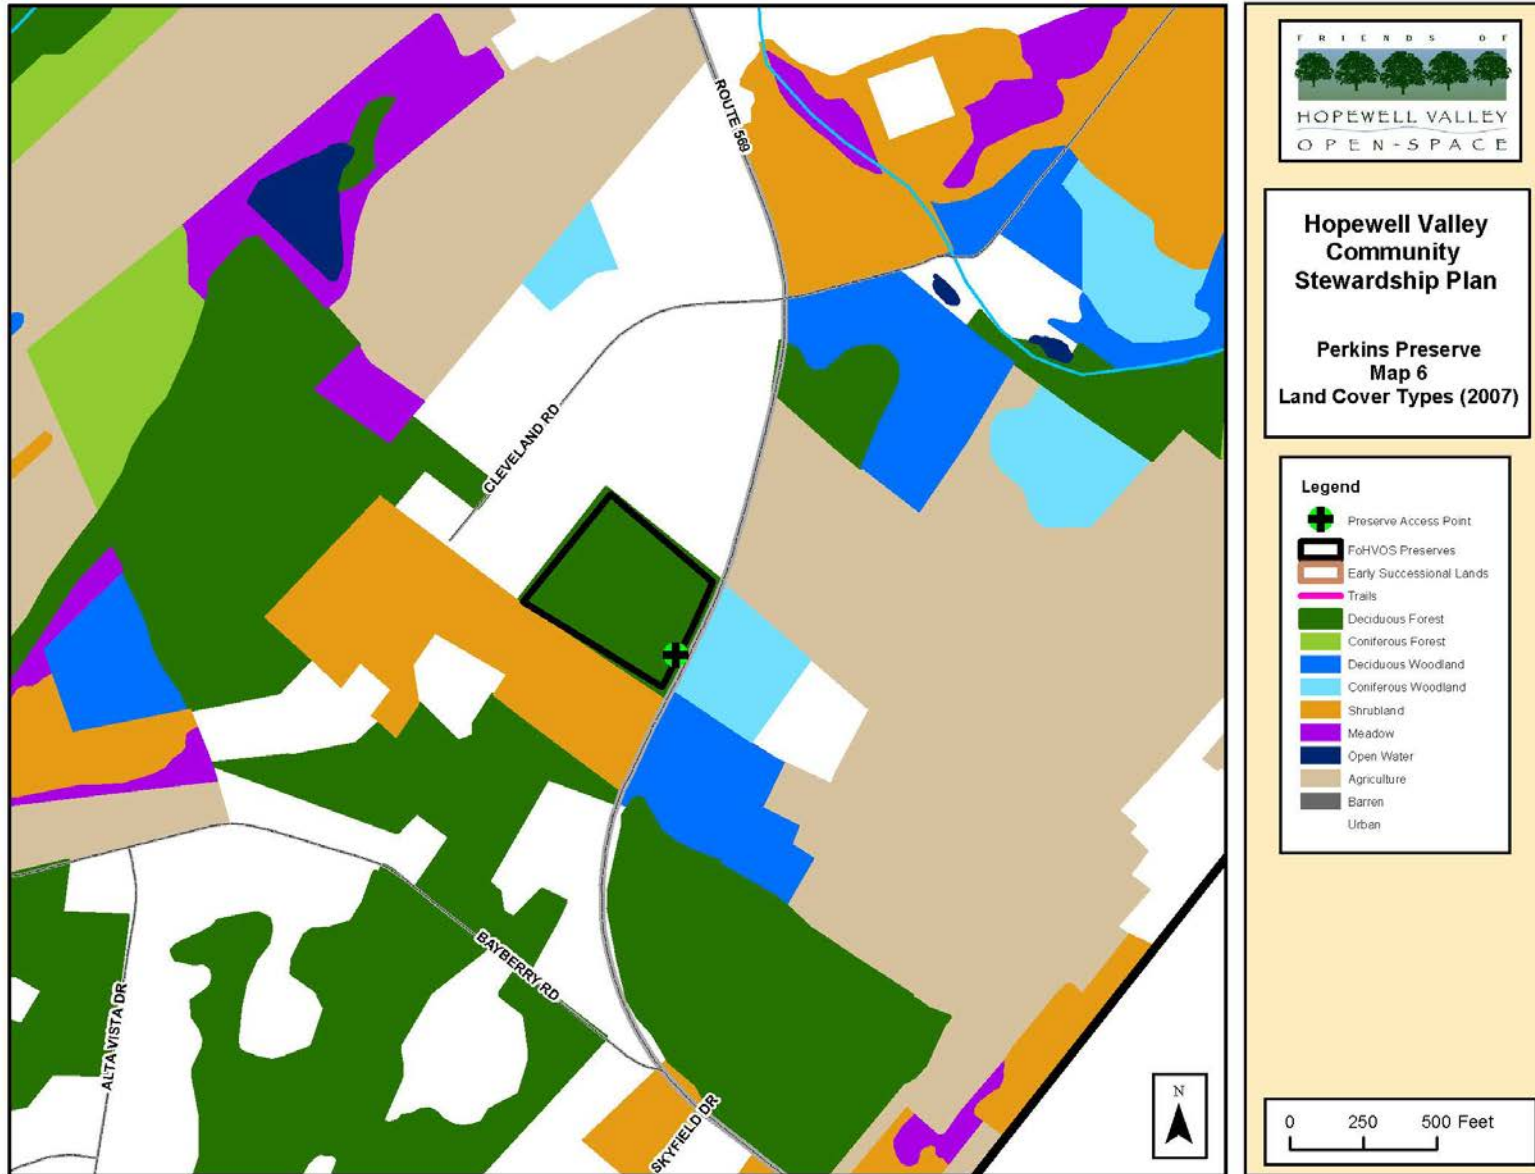 ROUTE 569
CLEVELAND RD
BAYBERRY RD
ALTA VISTA DR
SKYFIELD DR
N
FRIENDS OF
HOPEWELL VALLEY
OPEN-SPACE
Hopewell Valley
Community
Stewardship Plan
Perkins Preserve
Map 6
Land Cover Types (2007)
Legend
Preserve Access Point
FoHVOS Preserves
Early Successional Lands
Trails
Deciduous Forest
Coniferous Forest
Deciduous Woodland
Coniferous Woodland
Shrubland
Meadow
Open Water
Agriculture
Barren
Urban
0 250 500 Feet